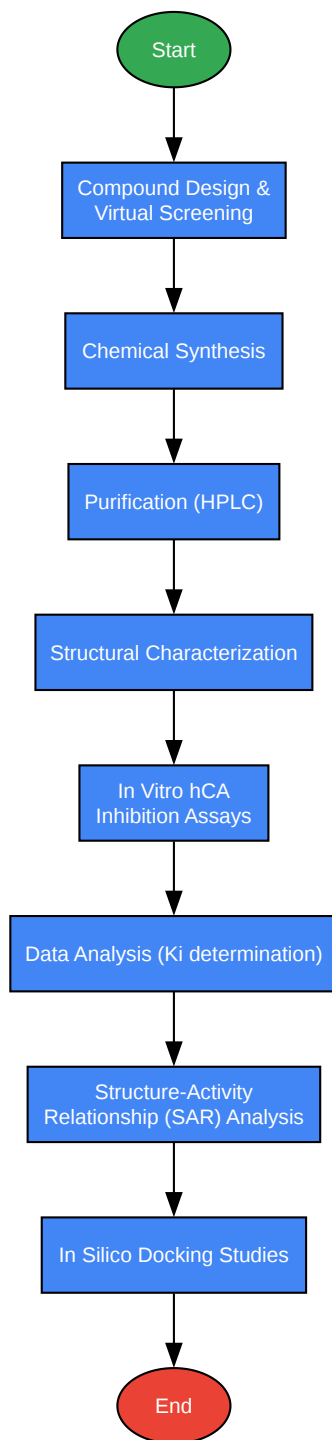 Start
Compound Design &
Virtual Screening
Chemical Synthesis
Purification (HPLC)
Structural Characterization
In Vitro hCA
Inhibition Assays
Data Analysis (Ki determination)
Structure-Activity
Relationship (SAR) Analysis
In Silico Docking Studies
End